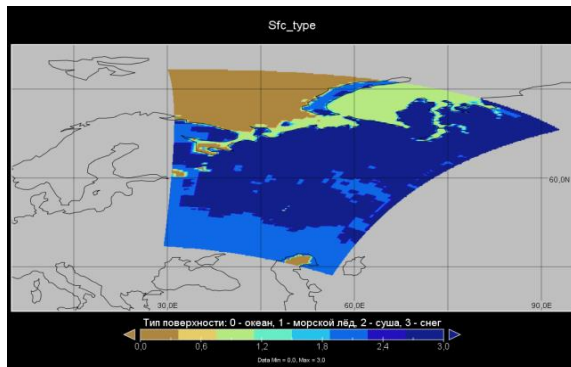 Sfc_type
60,0N
30,0E 60,0E 90,0E
Тип поверхности: 0 - океан, 1 - морской лёд, 2 - суша, 3 - снег
0,0 0,6 1,2 1,8 2,4 3,0
Data Min = 0,0, Max = 3,0